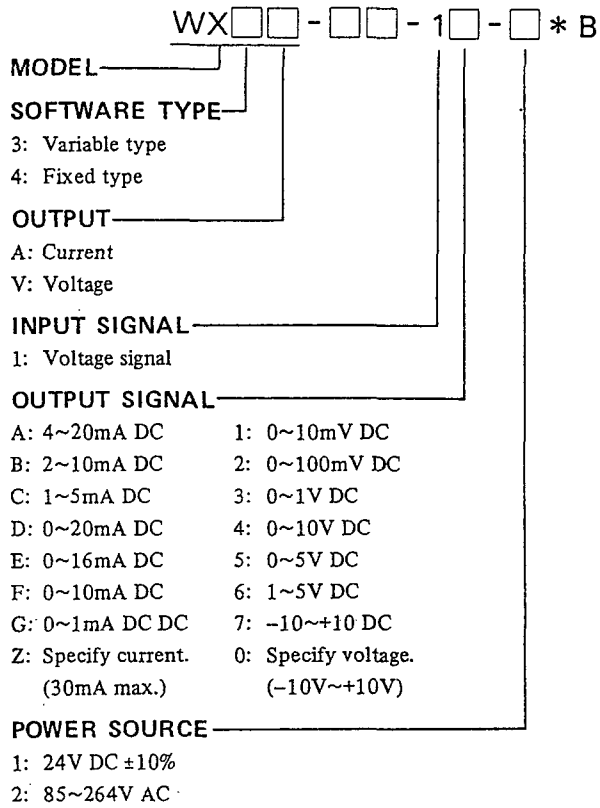 WX□□-□□-1□-□*B
MODEL
SOFTWARE TYPE
3: Variable type
4: Fixed type
OUTPUT
A: Current
V: Voltage
INPUT SIGNAL
1: Voltage signal
OUTPUT SIGNAL
A: 4~20mA DC 1: 0~10mV DC
B: 2~10mA DC 2: 0~100mV DC
C: 1~5mA DC 3: 0~1V DC
D: 0~20mA DC 4: 0~10V DC
E: 0~16mA DC 5: 0~5V DC
F: 0~10mA DC 6: 1~5V DC
G: 0~1mA DC DC 7: –10~+10 DC
Z: Specify current. 0: Specify voltage.
(30mA max.) (–10V~+10V)
POWER SOURCE
1: 24V DC ±10%
2: 85~264V AC